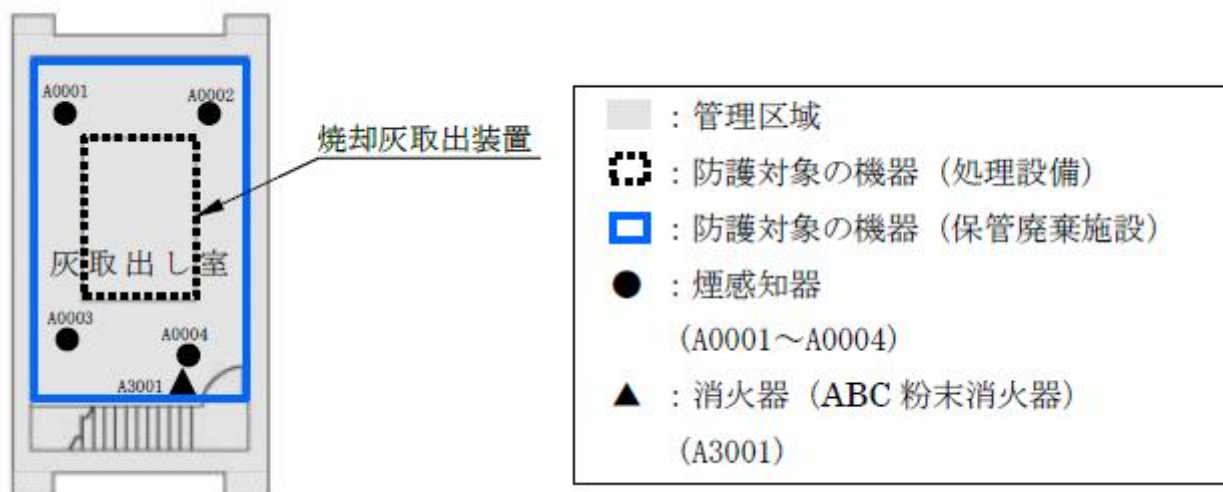 A0001
A0002
焼却灰取出装置
灰取出し室
A0003
A0004
A3001
：管理区域
：防護対象の機器（処理設備）
：防護対象の機器（保管廃棄施設）
：煙感知器
(A0001～A0004)
：消火器（ABC 粉末消火器）
(A3001)